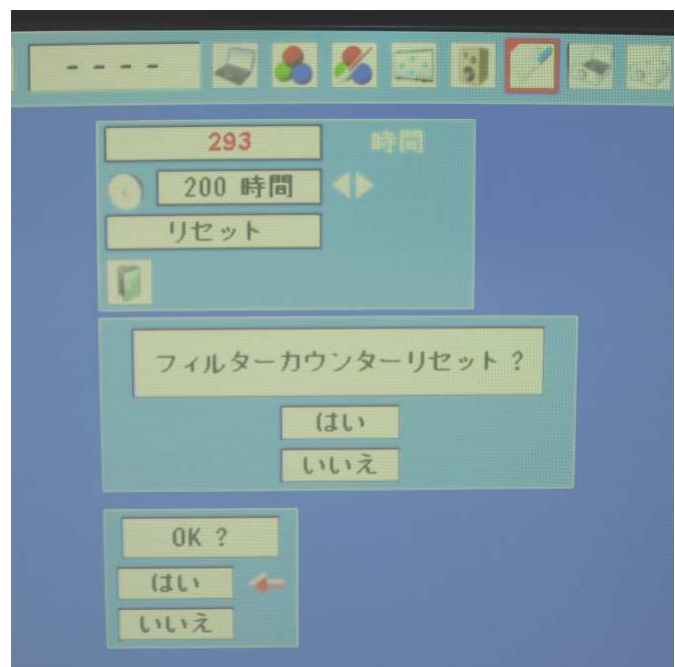 - - - -
293 時間
200 時間
リセット
フィルターカウンターリセット ?
はい
いいえ
OK ?
はい
いいえ